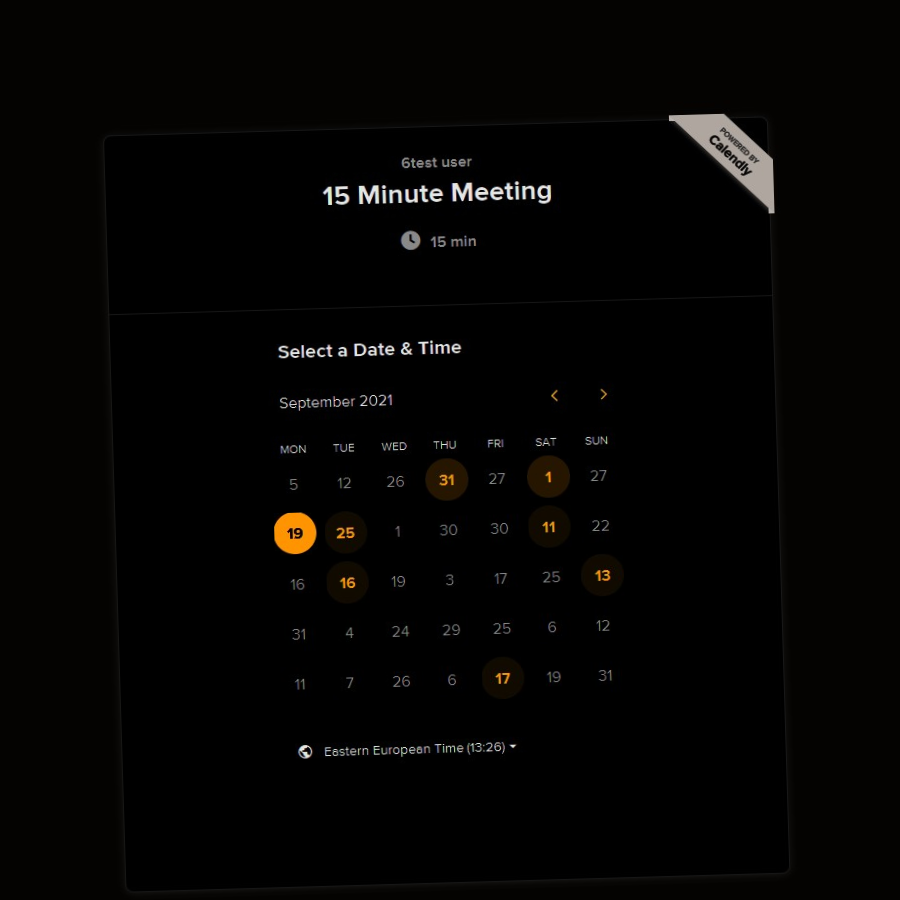 POWERED BY
Calendly
6test user
15 Minute Meeting
15 min
Select a Date & Time
September 2021
MON TUE WED THU FRI SAT SUN
5 12 26 31 27 1 27
19 25 1 30 30 11 22
16 16 19 3 17 25 13
31 4 24 29 25 6 12
11 7 26 6 17 19 31
Eastern European Time (13:26)